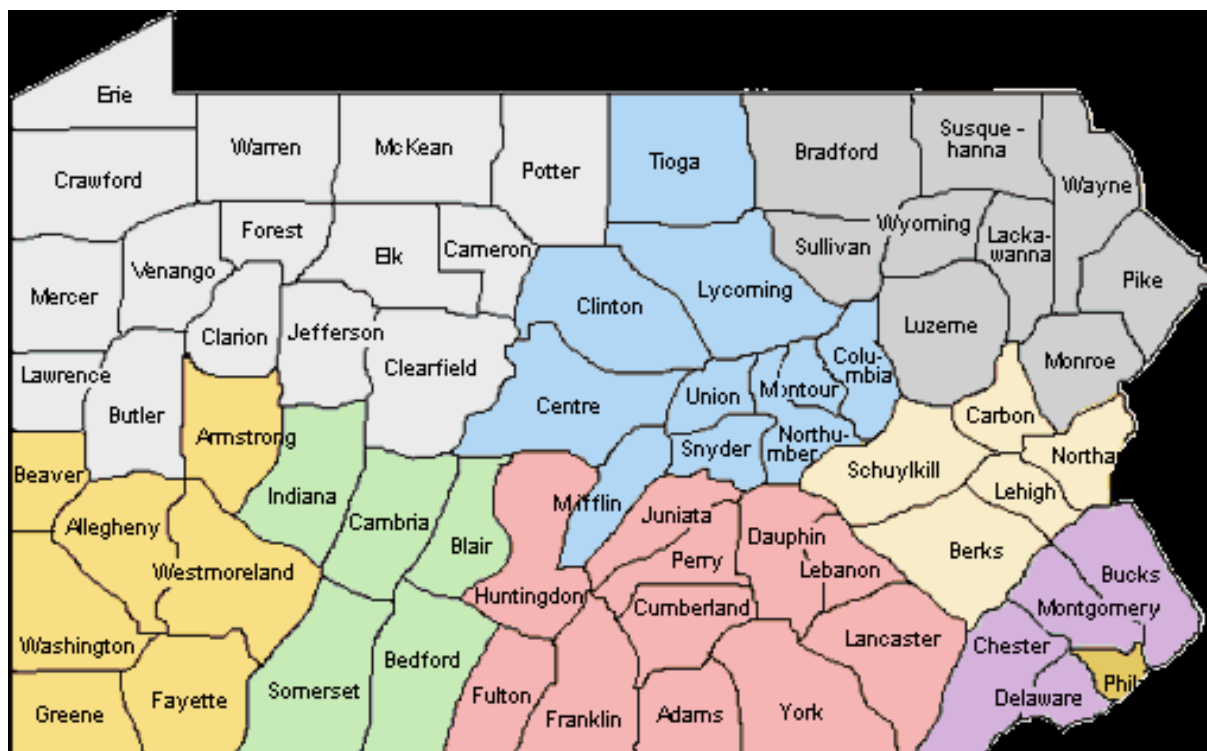 Erie
Warren
McKean
Potter
Tioga
Bradford
Susque -
hanna
Wayne
Crawford
Forest
Elk
Cameron
Sullivan
Wyoming
Lacka-
wanna
Pike
Mercer
Venango
Clinton
Lycoming
Clarion
Jefferson
Luzerne
Lawrence
Clearfield
Colu-
mbia
Monroe
Butler
Centre
Union
Montour
Carbon
Armstrong
Snyder
Northu-
mber
Northa
Beaver
Indiana
Schuylkill
Lehigh
Allegheny
Cambria
Mifflin
Juniata
Dauphin
Blair
Perry
Lebanon
Berks
Bucks
Westmoreland
Huntingdon
Cumberland
Montgomery
Washington
Lancaster
Chester
Bedford
Greene
Fayette
Somerset
Fulton
Franklin
Adams
York
Delaware
Phil